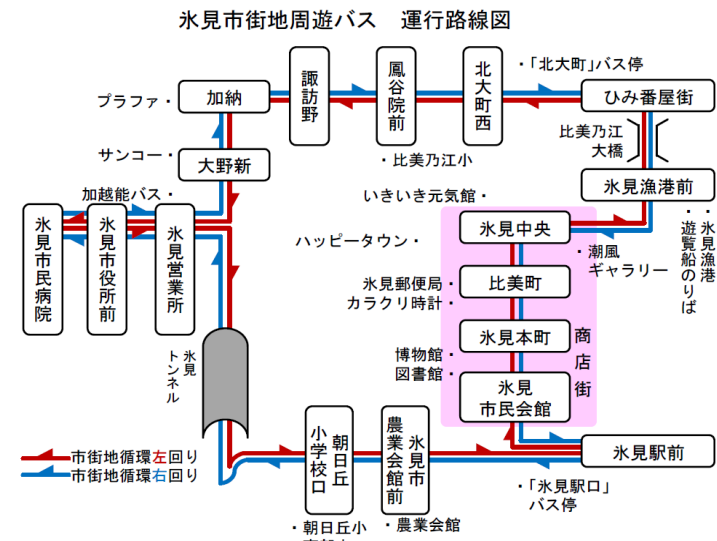 氷見市街地周遊バス 運行路線図
・「北大町」バス停
諏訪野
鳳谷院前
北大町西
プラファ・
加納
ひみ番屋街
比美乃江
大橋
サンコー・
大野新
・比美乃江小
加越能バス・
いきいき元気館・
氷見漁港前
氷見市民病院
氷見市役所前
氷見営業所
ハッピータウン・
氷見中央
・潮風
ギャラリー
・氷見漁港
・遊覧船のりば
氷見郵便局・
カラクリ時計・
比美町
氷見本町
商店街
博物館・
図書館・
氷見
市民会館
氷見
トンネル
市街地循環左回り
市街地循環右回り
朝日丘
小学校口
氷見市
農業会館前
氷見駅前
・「氷見駅口」
バス停
・朝日丘小
・農業会館